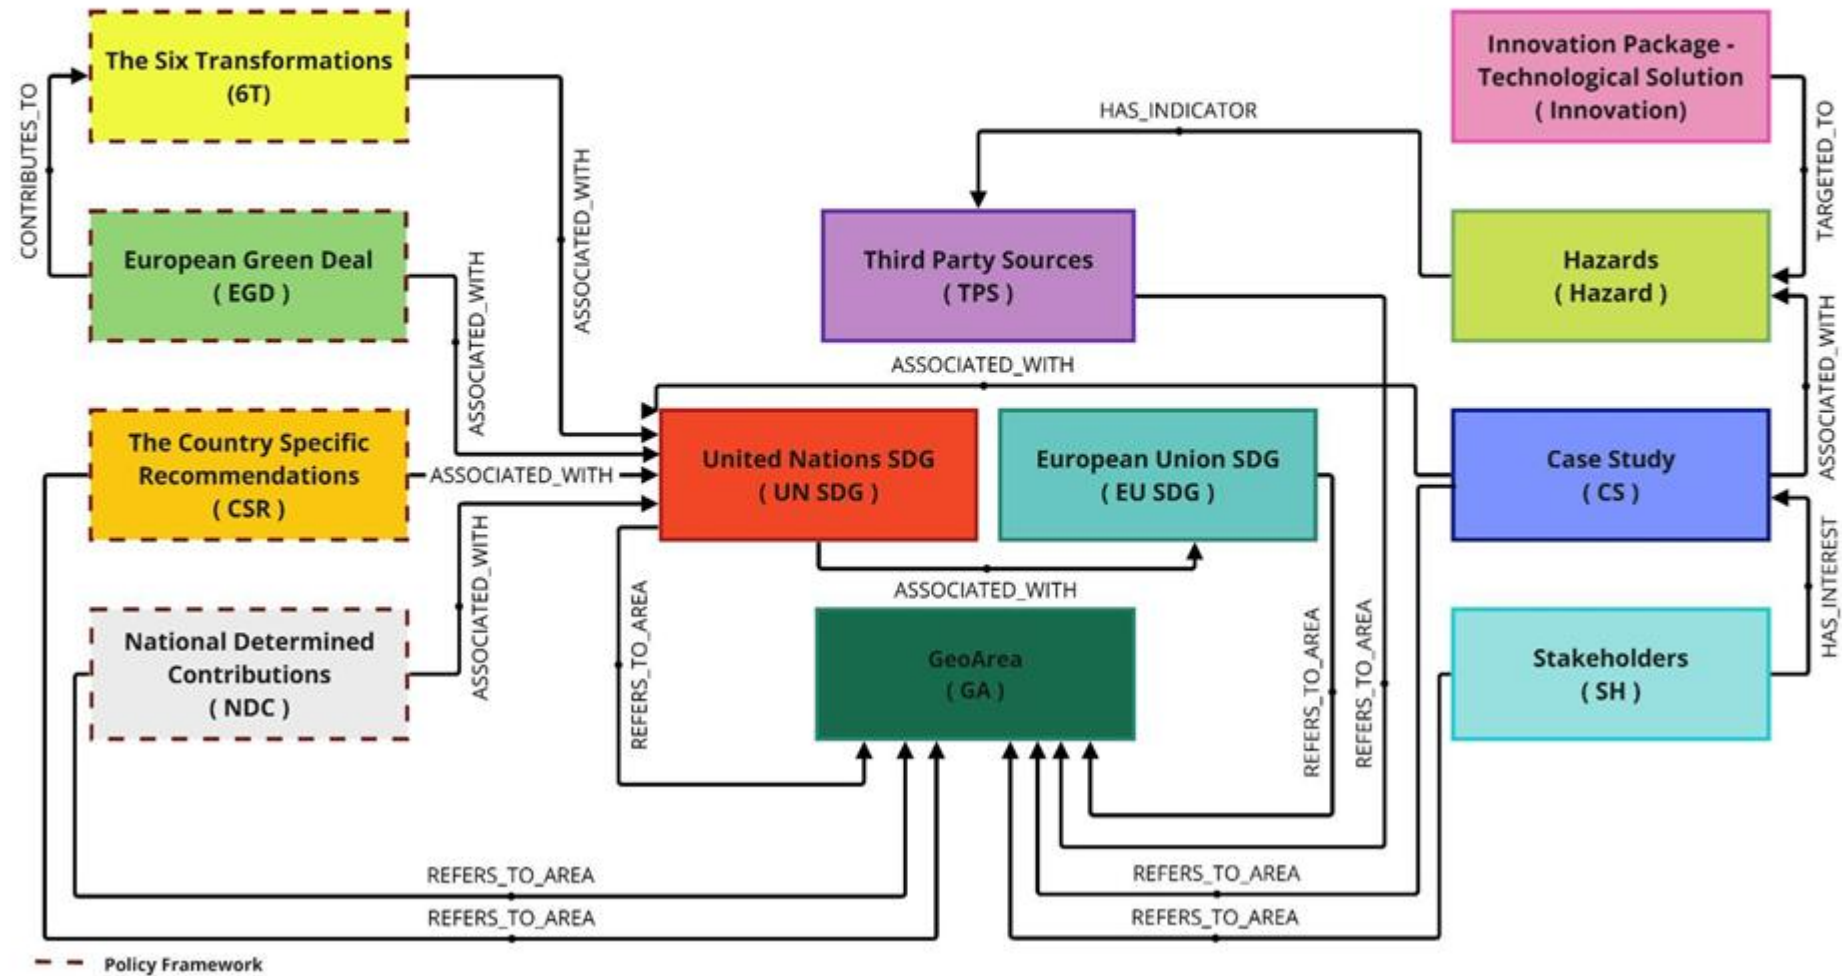 The Six Transformations
(6T)
CONTRIBUTES_TO
European Green Deal
( EGD )
The Country Specific
Recommendations
( CSR )
National Determined
Contributions
( NDC )
ASSOCIATED_WITH
ASSOCIATED_WITH
ASSOCIATED_WITH
ASSOCIATED_WITH
HAS_INDICATOR
Third Party Sources
( TPS )
ASSOCIATED_WITH
United Nations SDG
( UN SDG )
European Union SDG
( EU SDG )
ASSOCIATED_WITH
REFERS_TO_AREA
GeoArea
( GA )
REFERS_TO_AREA
REFERS_TO_AREA
Innovation Package -
Technological Solution
( Innovation)
TARGETED_TO
Hazards
( Hazard )
ASSOCIATED_WITH
Case Study
( CS )
HAS_INTEREST
Stakeholders
( SH )
REFERS_TO_AREA
REFERS_TO_AREA
REFERS_TO_AREA
REFERS_TO_AREA
Policy Framework